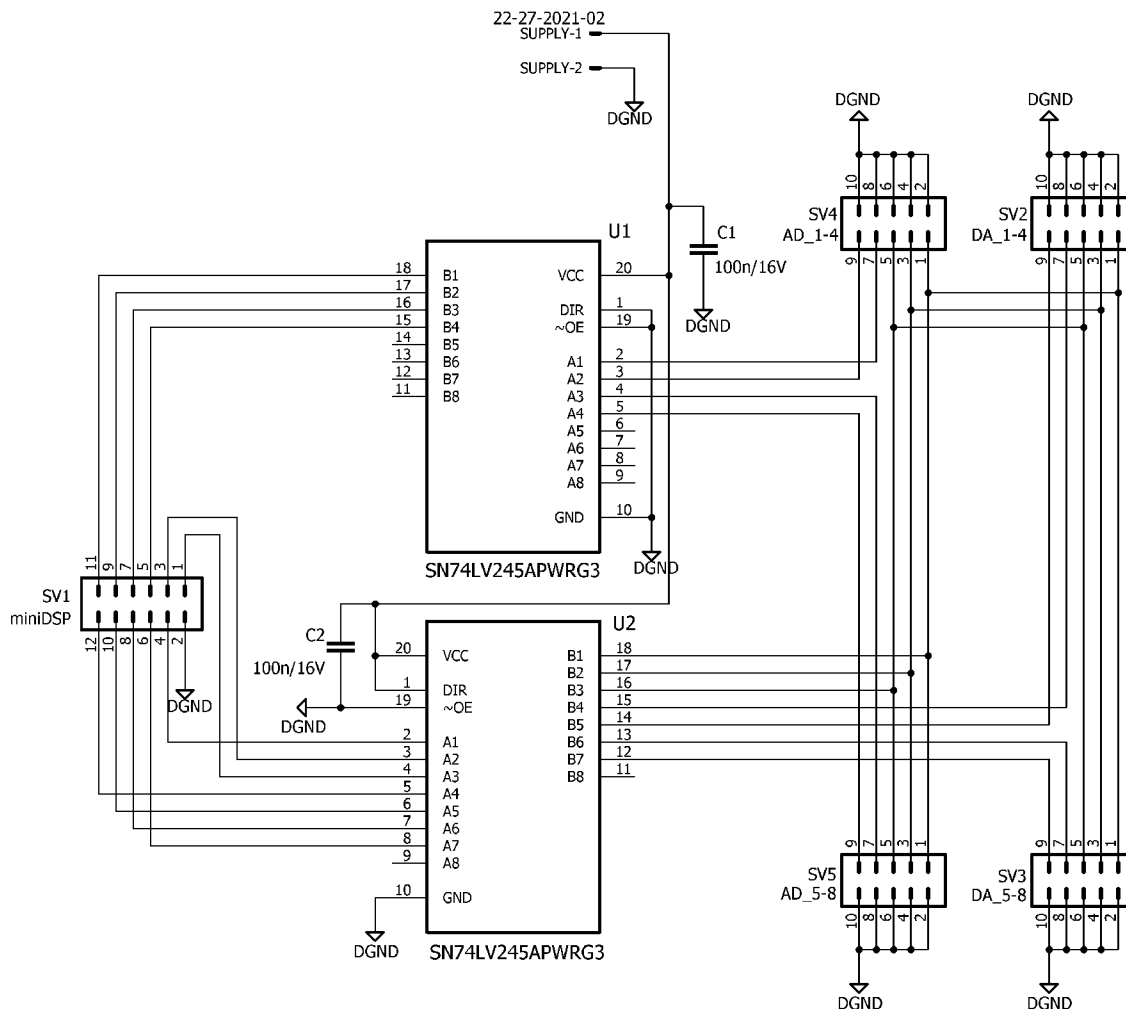 22-27-2021-02
SUPPLY-1
SUPPLY-2
DGND
DGND
DGND
10
8
6
4
2
SV4
AD_1-4
9
7
5
3
1
10
8
6
4
2
SV2
DA_1-4
9
7
5
3
1
U1
C1
100n/16V
DGND
18 B1
17 B2
16 B3
15 B4
14 B5
13 B6
12 B7
11 B8
VCC 20
DIR 1
~OE 19
A1 2
A2 3
A3 4
A4 5
A5 6
A6 7
A7 8
A8 9
GND 10
DGND
SN74LV245APWRG3
11
9
7
5
3
1
SV1
miniDSP
12
10
8
6
4
2
DGND
C2
100n/16V
DGND
U2
20 VCC
1 DIR
19 ~OE
2 A1
3 A2
4 A3
5 A4
6 A5
7 A6
8 A7
9 A8
10 GND
DGND
B1 18
B2 17
B3 16
B4 15
B5 14
B6 13
B7 12
B8 11
SN74LV245APWRG3
9
7
5
3
1
SV5
AD_5-8
10
8
6
4
2
DGND
9
7
5
3
1
SV3
DA_5-8
10
8
6
4
2
DGND